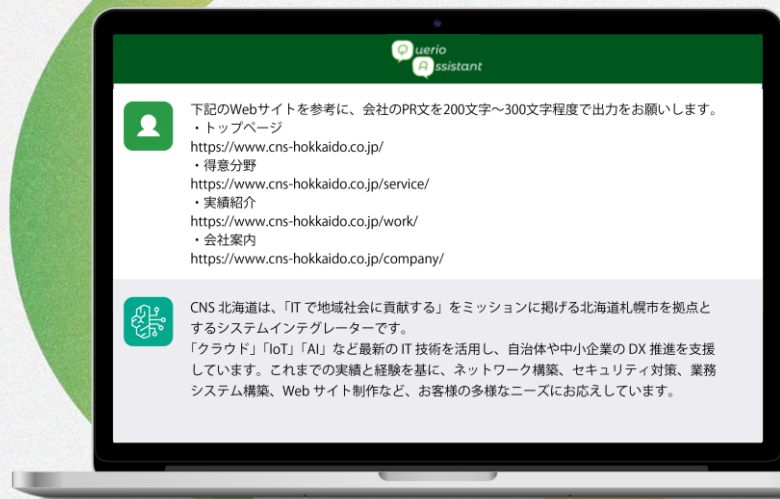 Querio
Assistant
下記のWebサイトを参考に、会社のPR文を200文字～300文字程度で出力をお願いします。
・トップページ
https://www.cns-hokkaido.co.jp/
・得意分野
https://www.cns-hokkaido.co.jp/service/
・実績紹介
https://www.cns-hokkaido.co.jp/work/
・会社案内
https://www.cns-hokkaido.co.jp/company/
CNS 北海道は、「IT で地域社会に貢献する」をミッションに掲げる北海道札幌市を拠点と
するシステムインテグレーターです。
「クラウド」「IoT」「AI」など最新の IT 技術を活用し、自治体や中小企業の DX 推進を支援
しています。これまでの実績と経験を基に、ネットワーク構築、セキュリティ対策、業務
システム構築、Web サイト制作など、お客様の多様なニーズにお応えしています。